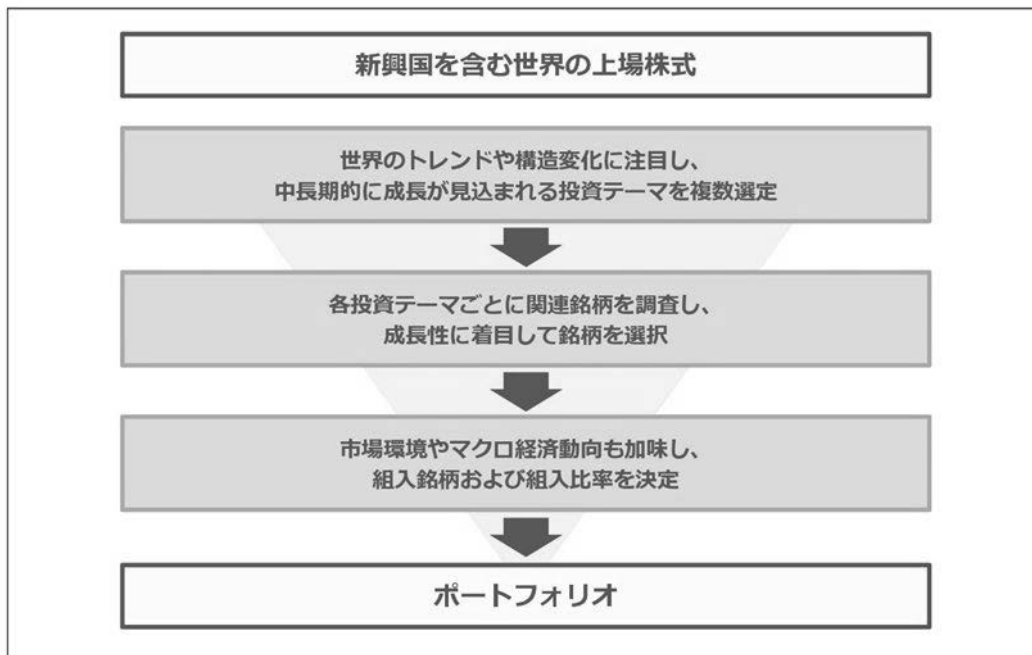 新興国を含む世界の上場株式
世界のトレンドや構造変化に注目し、
中長期的に成長が見込まれる投資テーマを複数選定
各投資テーマごとに関連銘柄を調査し、
成長性に着目して銘柄を選択
市場環境やマクロ経済動向も加味し、
組入銘柄および組入比率を決定
ポートフォリオ